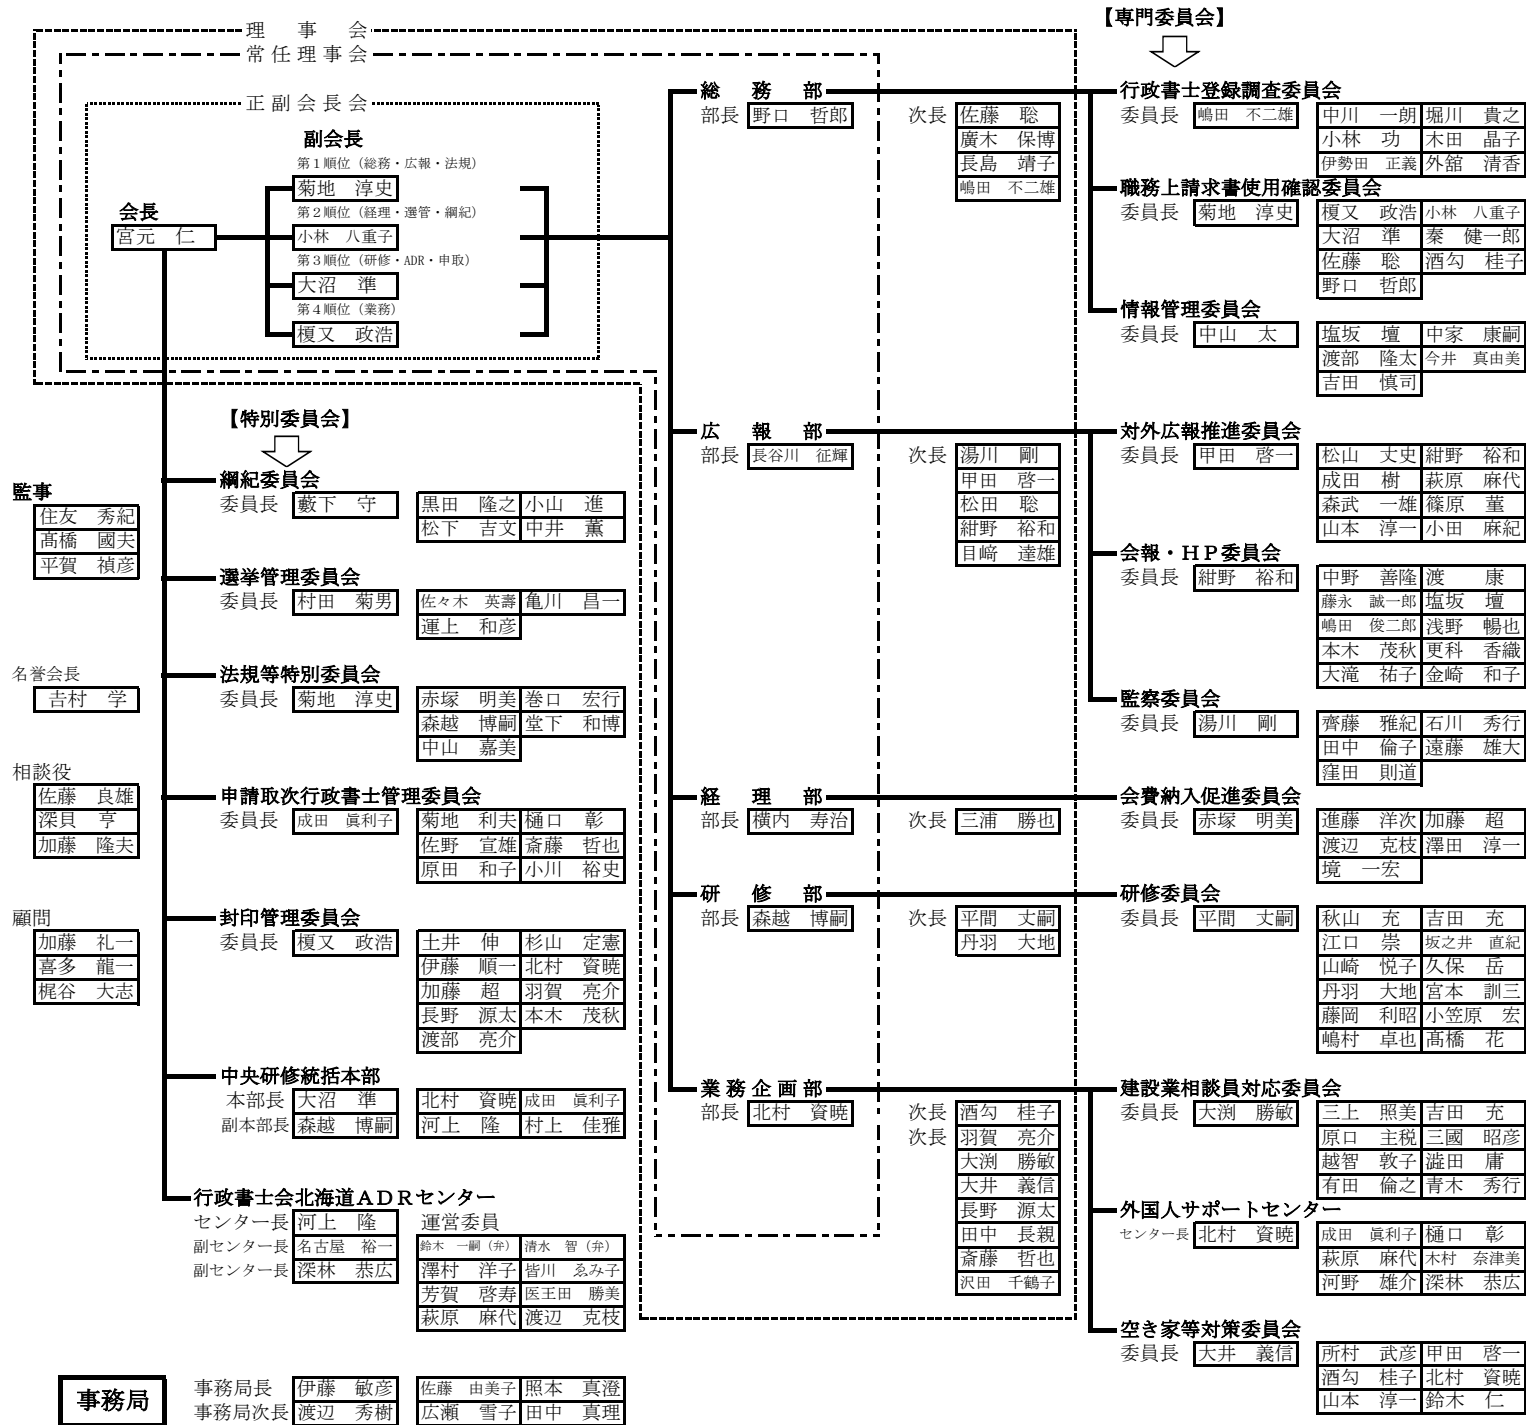 理　事　会
常任理事会
正副会長会
副会長
第１順位（総務・広報・法規）
菊地　淳史
第２順位（経理・選管・綱紀）
小林　八重子
第３順位（研修・ADR・申取）
大沼　準
第４順位（業務）
榎又　政浩
会長
宮元　仁
監事
住友　秀紀
髙橋　國夫
平賀　禎彦
名誉会長
吉村　学
相談役
佐藤　良雄
深貝　亨
加藤　隆夫
顧問
加藤　礼一
喜多　龍一
梶谷　大志
【特別委員会】
綱紀委員会
委員長 藪下　守 黒田　隆之 小山　進
松下　吉文 中井　薫
選挙管理委員会
委員長 村田　菊男 佐々木　英壽 亀川　昌一
運上　和彦
法規等特別委員会
委員長 菊地　淳史 赤塚　明美 巻口　宏行
森越　博嗣 堂下　和博
中山　嘉美
申請取次行政書士管理委員会
委員長 成田　眞利子 菊地　利夫 樋口　彰
佐野　宣雄 斎藤　哲也
原田　和子 小川　裕史
封印管理委員会
委員長 榎又　政浩 土井　伸 杉山　定憲
伊藤　順一 北村　資暁
加藤　超 羽賀　亮介
長野　源太 本木　茂秋
渡部　亮介
中央研修統括本部
本部長 大沼　準 北村　資暁 成田　眞利子
副本部長 森越　博嗣 河上　隆 村上　佳雅
行政書士会北海道ＡＤＲセンター
センター長 河上　隆 運営委員
副センター長 名古屋　裕一 鈴木　一嗣（弁） 清水　智（弁）
副センター長 深林　恭広 澤村　洋子 皆川　ゑみ子
芳賀　啓寿 医王田　勝美
萩原　麻代 渡辺　克枝
事務局
事務局長 伊藤　敏彦 佐藤　由美子 照本　真澄
事務局次長 渡辺　秀樹 広瀬　雪子 田中　真理
総　務　部
部長 野口　哲郎 次長 佐藤　聡
廣木　保博
長島　靖子
嶋田　不二雄
広　報　部
部長 長谷川　征輝 次長 湯川　剛
甲田　啓一
松田　聡
紺野　裕和
目﨑　達雄
経　理　部
部長 横内　寿治 次長 三浦　勝也
研　修　部
部長 森越　博嗣 次長 平間　丈嗣
丹羽　大地
業務企画部
部長 北村　資暁 次長 酒勾　桂子
次長 羽賀　亮介
大渕　勝敏
大井　義信
長野　源太
田中　長親
斎藤　哲也
沢田　千鶴子
【専門委員会】
行政書士登録調査委員会
委員長 嶋田　不二雄 中川　一朗 堀川　貴之
小林　功 木田　晶子
伊勢田　正義 外舘　清香
職務上請求書使用確認委員会
委員長 菊地　淳史 榎又　政浩 小林　八重子
大沼　準 秦　健一郎
佐藤　聡 酒勾　桂子
野口　哲郎
情報管理委員会
委員長 中山　太 塩坂　壇 中家　康嗣
渡部　隆太 今井　真由美
吉田　慎司
対外広報推進委員会
委員長 甲田　啓一 松山　丈史 紺野　裕和
成田　樹 萩原　麻代
森武　一雄 篠原　菫
山本　淳一 小田　麻紀
会報・ＨＰ委員会
委員長 紺野　裕和 中野　善隆 渡　康
藤永　誠一郎 塩坂　壇
嶋田　俊二郎 浅野　暢也
本木　茂秋 更科　香織
大滝　祐子 金崎　和子
監察委員会
委員長 湯川　剛 齊藤　雅紀 石川　秀行
田中　倫子 遠藤　雄大
窪田　則道
会費納入促進委員会
委員長 赤塚　明美 進藤　洋次 加藤　超
渡辺　克枝 澤田　淳一
境　一宏
研修委員会
委員長 平間　丈嗣 秋山　充 吉田　充
江口　崇 坂之井　直紀
山崎　悦子 久保　岳
丹羽　大地 宮本　訓三
藤岡　利昭 小笠原　宏
嶋村　卓也 髙橋　花
建設業相談員対応委員会
委員長 大渕　勝敏 三上　照美 吉田　充
原口　主税 三國　昭彦
越智　敦子 澁田　庸
有田　倫之 青木　秀行
外国人サポートセンター
センター長 北村　資暁 成田　眞利子 樋口　彰
萩原　麻代 木村　奈津美
河野　雄介 深林　恭広
空き家等対策委員会
委員長 大井　義信 所村　武彦 甲田　啓一
酒勾　桂子 北村　資暁
山本　淳一 鈴木　仁